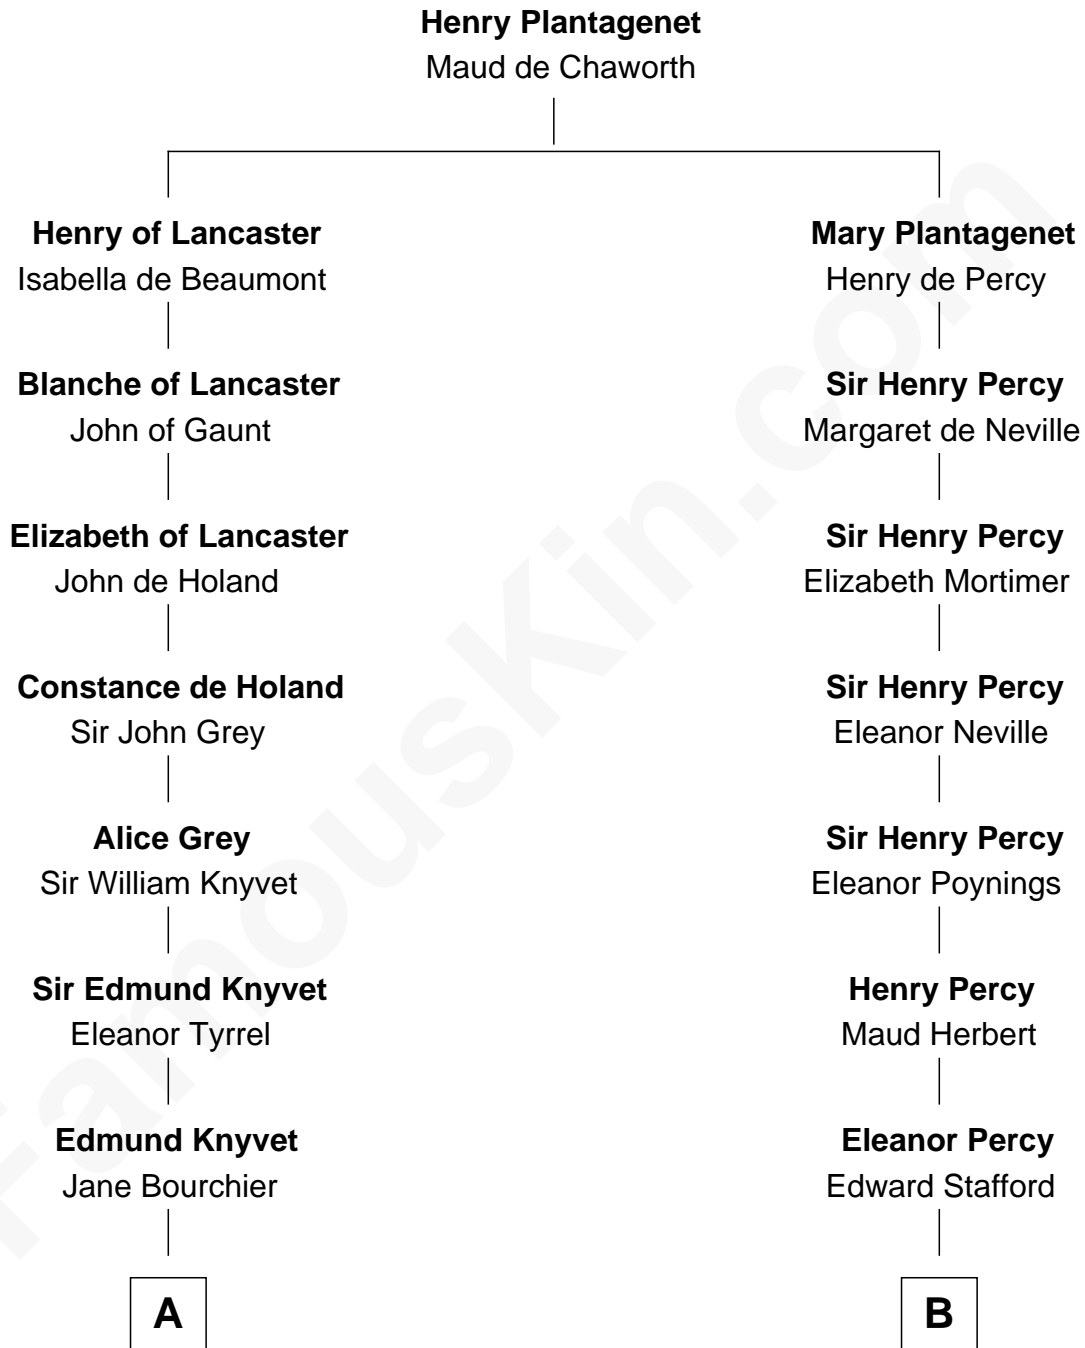 Henry Plantagenet
Maud de Chaworth
Henry of Lancaster
Isabella de Beaumont
Mary Plantagenet
Henry de Percy
Blanche of Lancaster
John of Gaunt
Sir Henry Percy
Margaret de Neville
Elizabeth of Lancaster
John de Holand
Sir Henry Percy
Elizabeth Mortimer
Constance de Holand
Sir John Grey
Sir Henry Percy
Eleanor Neville
Alice Grey
Sir William Knyvet
Sir Henry Percy
Eleanor Poynings
Sir Edmund Knyvet
Eleanor Tyrrel
Henry Percy
Maud Herbert
Edmund Knyvet
Jane Bourchier
Eleanor Percy
Edward Stafford
A
B
FamousKin.com